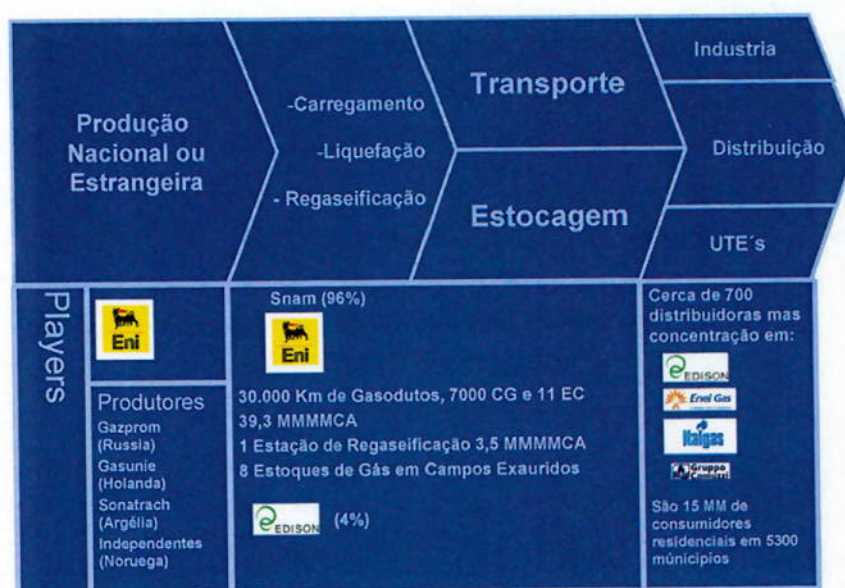 Produção
Nacional ou
Estrangeira
-Carregamento
-Liquefação
- Regaseificação
Transporte
Estocagem
Industria
Distribuição
UTE´s
Players
Eni
Produtores
Gazprom
(Russia)
Gasunie
(Holanda)
Sonatrach
(Argélia)
Independentes
(Noruega)
Snam (96%)
Eni
30.000 Km de Gasodutos, 7000 CG e 11 EC
39,3 MMMMCA
1 Estação de Regaseificação 3,5 MMMMCA
8 Estoques de Gás em Campos Exauridos
EDISON (4%)
Cerca de 700
distribuidoras mas
concentração em:
EDISON
Enel Gas
Italgas
Gruppo
São 15 MM de
consumidores
residenciais em 5300
múnicipios